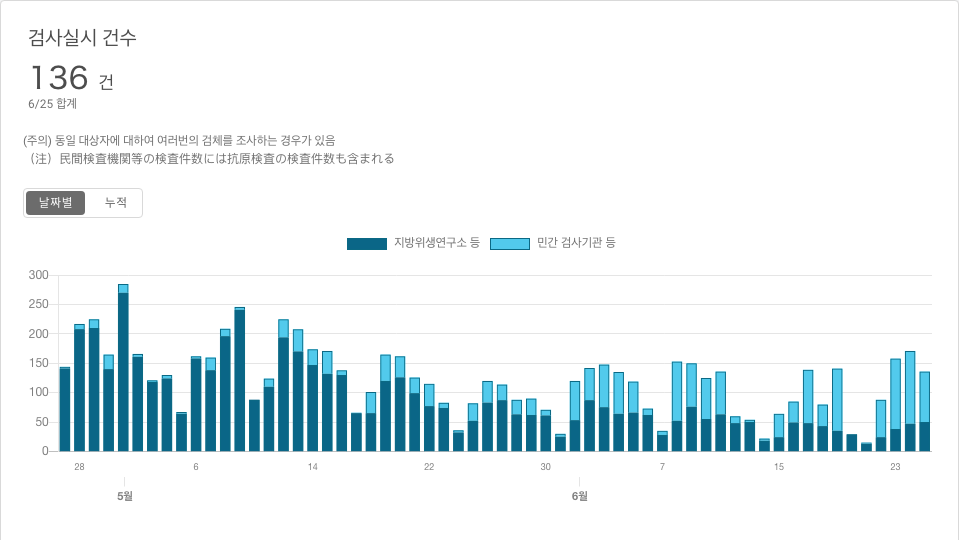 검사실시 건수
136 건
6/25 합계
(주의) 동일 대상자에 대하여 여러번의 검체를 조사하는 경우가 있음
（注）民間検査機関等の検査件数には抗原検査の検査件数も含まれる
날짜별 누적
지방위생연구소 등 민간 검사기관 등
300
250
200
150
100
50
0
28 6 14 22 30 7 15 23
5월 6월